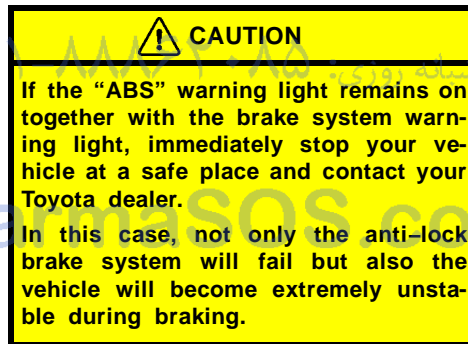 CAUTION
If the “ABS” warning light remains on
together with the brake system warn-
ing light, immediately stop your ve-
hicle at a safe place and contact your
Toyota dealer.
In this case, not only the anti–lock
brake system will fail but also the
vehicle will become extremely unsta-
ble during braking.